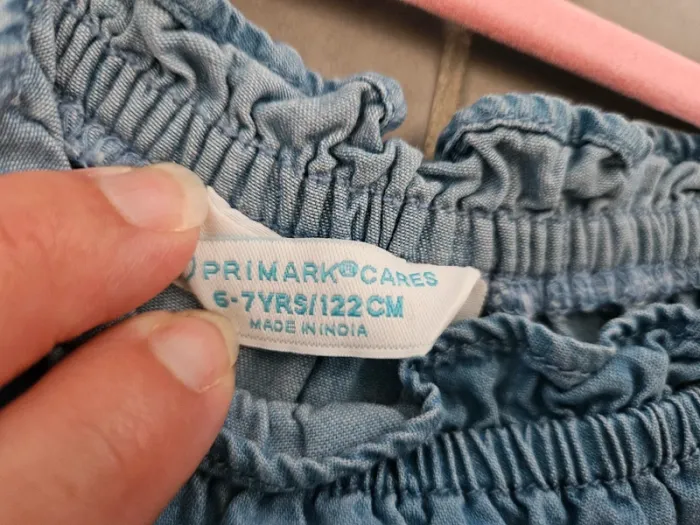 PRIMARK® CARES
6-7YRS/122CM
MADE IN INDIA